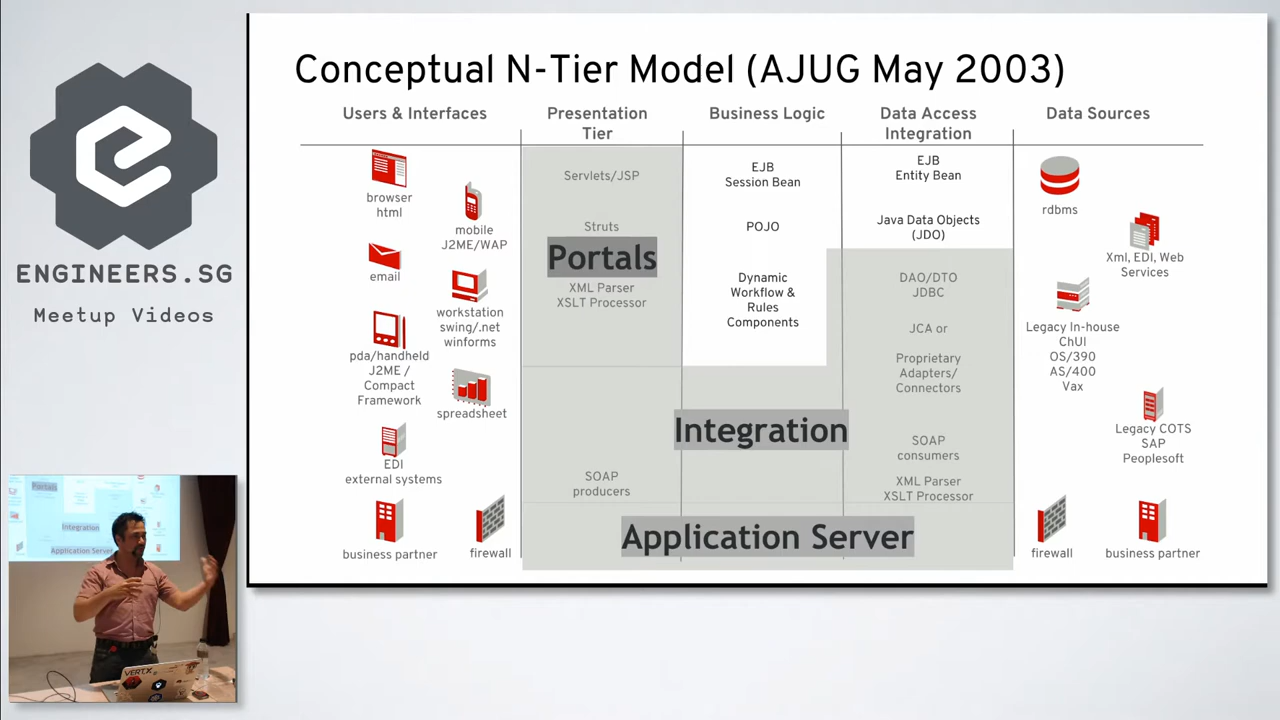 Conceptual N-Tier Model (AJUG May 2003)
Users & Interfaces
Presentation
Tier
Business Logic
Data Access
Integration
Data Sources
browser
html
mobile
J2ME/WAP
email
workstation
swing/.net
winforms
pda/handheld
J2ME /
Compact
Framework
spreadsheet
EDI
external systems
business partner
firewall
Servlets/JSP
Struts
Portals
XML Parser
XSLT Processor
SOAP
producers
EJB
Session Bean
POJO
Dynamic
Workflow &
Rules
Components
Integration
Application Server
EJB
Entity Bean
Java Data Objects
(JDO)
DAO/DTO
JDBC
JCA or
Proprietary
Adapters/
Connectors
SOAP
consumers
XML Parser
XSLT Processor
rdbms
Xml, EDI, Web
Services
Legacy In-house
ChUI
OS/390
AS/400
Vax
Legacy COTS
SAP
Peoplesoft
firewall
business partner
ENGINEERS.SG
Meetup Videos
Portals
Integration
Application Server
VERT.X